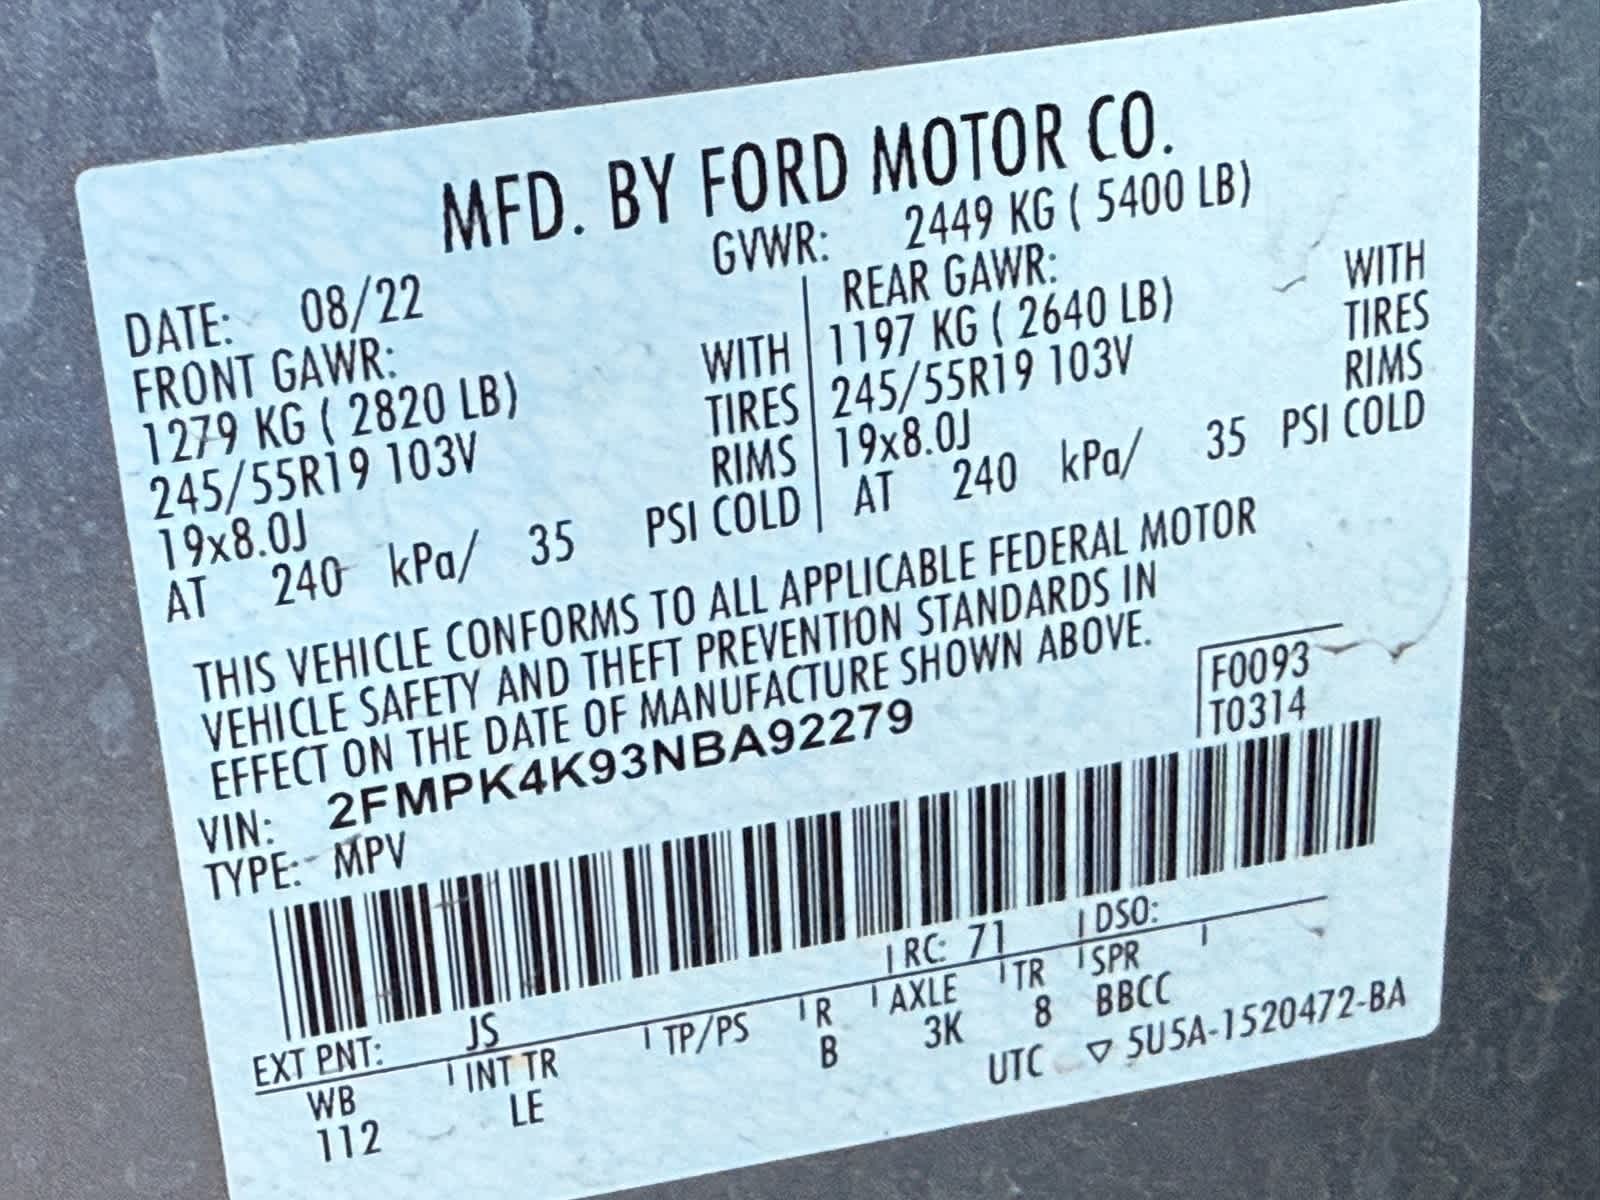 MFD. BY FORD MOTOR CO.
DATE: 08/22 GVWR: 2449 KG ( 5400 LB)
FRONT GAWR: REAR GAWR:
1279 KG ( 2820 LB) WITH 1197 KG ( 2640 LB) WITH
245/55R19 103V TIRES 245/55R19 103V TIRES
19x8.0J RIMS 19x8.0J RIMS
AT 240 kPa/ 35 PSI COLD AT 240 kPa/ 35 PSI COLD
THIS VEHICLE CONFORMS TO ALL APPLICABLE FEDERAL MOTOR
VEHICLE SAFETY AND THEFT PREVENTION STANDARDS IN
EFFECT ON THE DATE OF MANUFACTURE SHOWN ABOVE.
VIN: 2FMPK4K93NBA92279 F0093
TYPE: MPV T0314
EXT PNT: JS RC: 71 DSO:
WB INT TR TP/PS R AXLE TR SPR
112 LE B 3K 8 BBCC
UTC ▽ 5U5A-1520472-BA